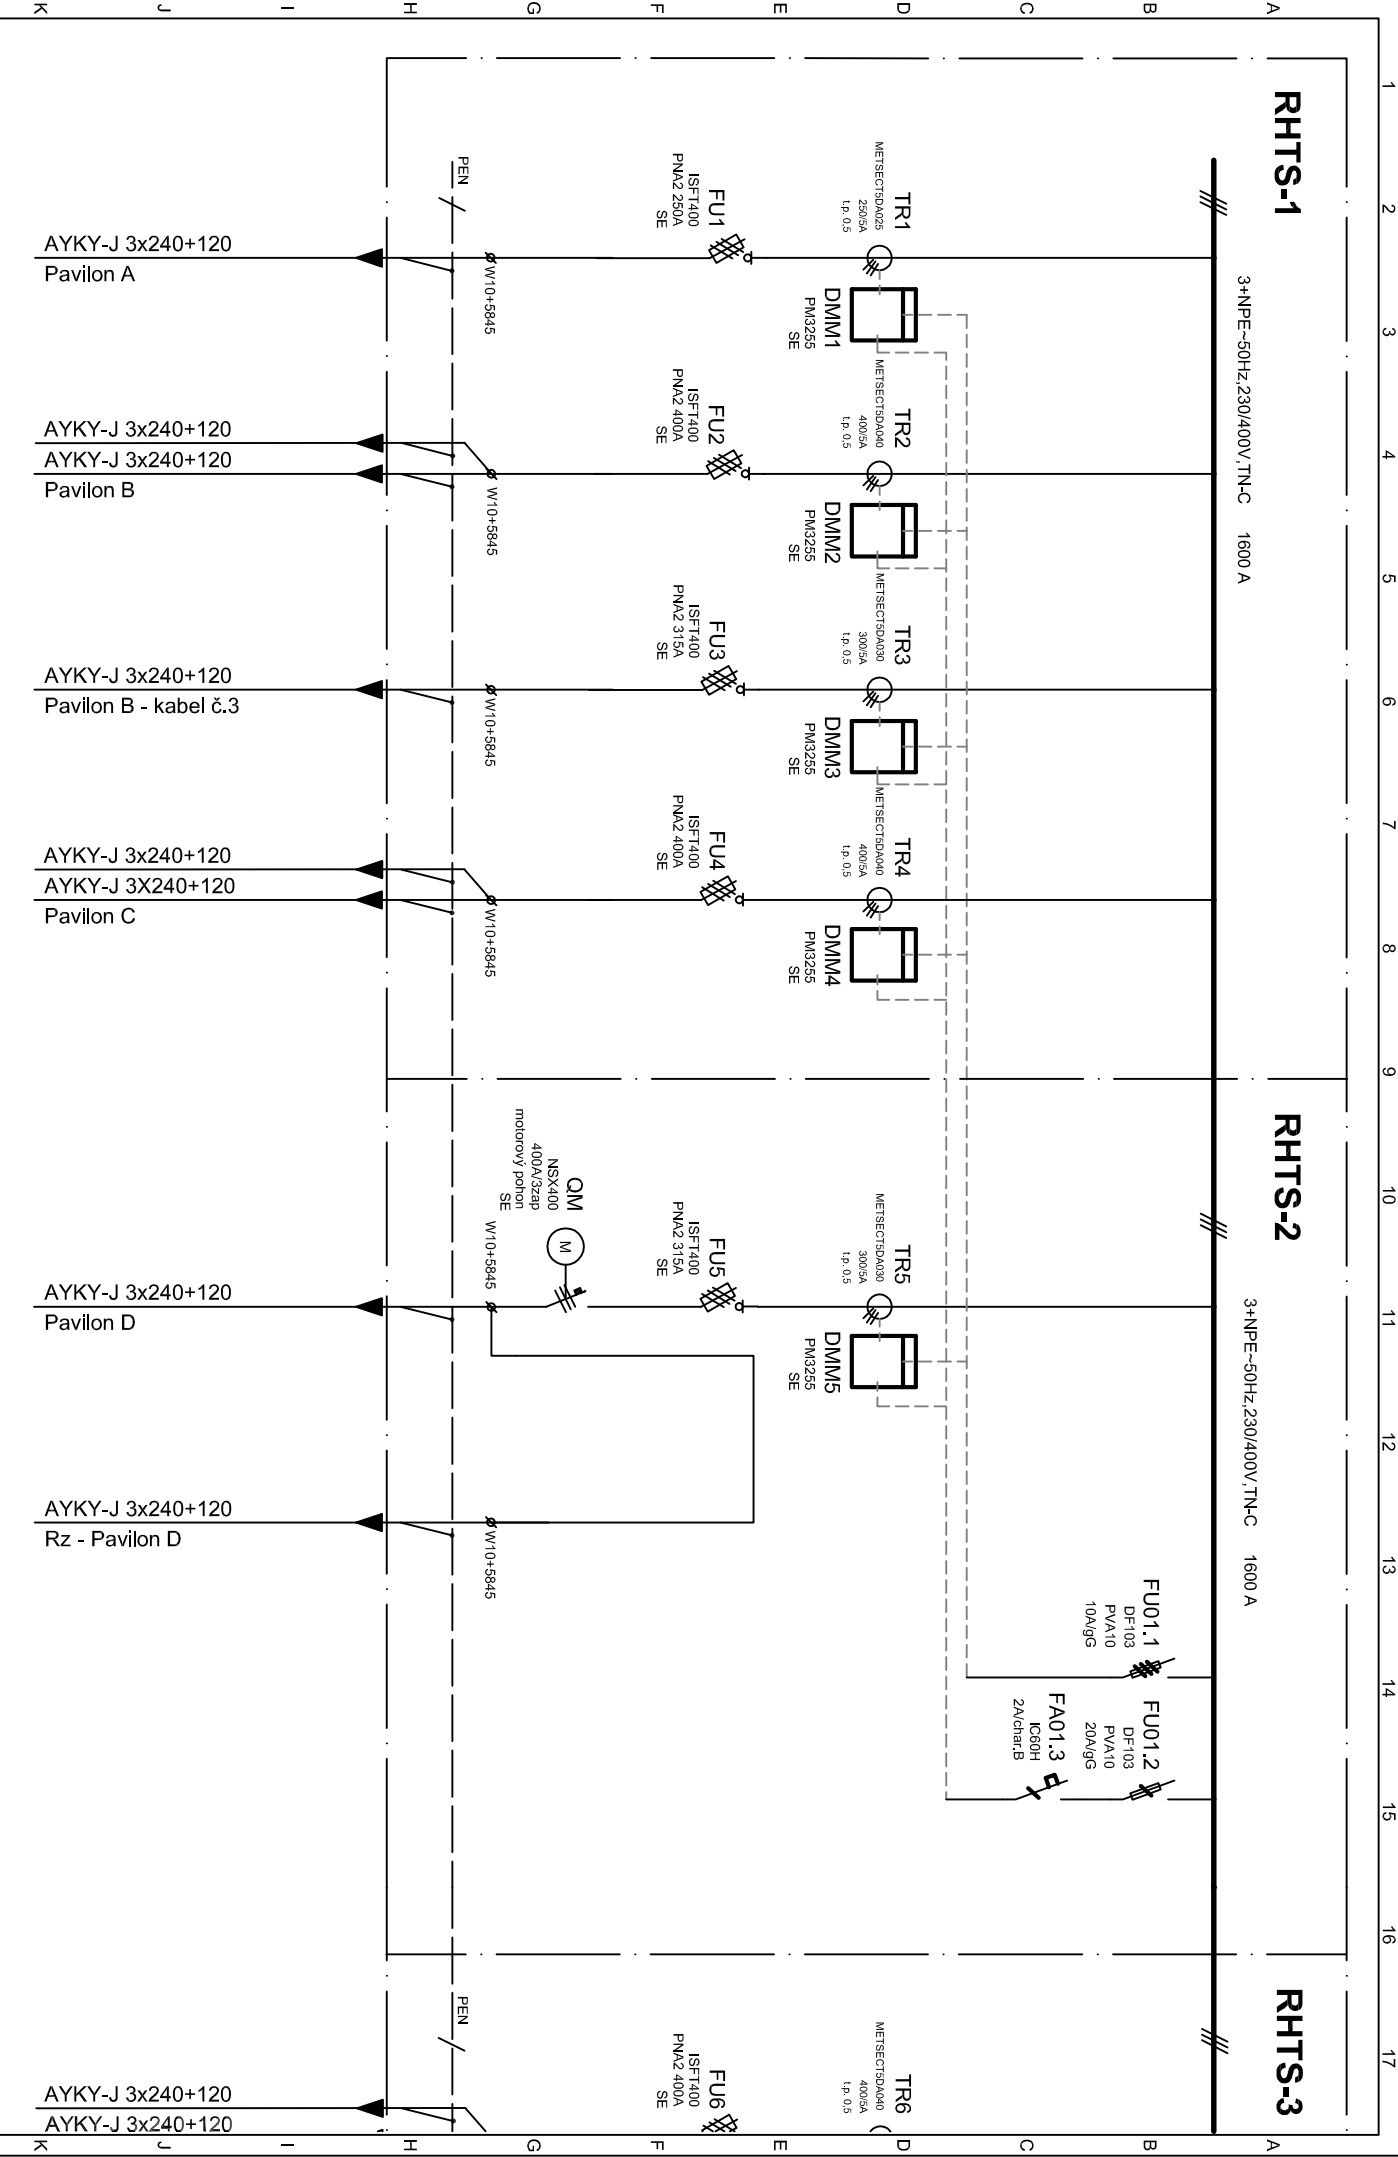 K
J
I
H
G
F
E
D
C
B
A
1
2
3
4
5
6
7
8
9
10
11
12
13
14
15
16
17
RHTS-1
3+NPE~50Hz,230/400V,TN-C 1600 A
TR1
METSECT5DA025
250/5A
t.p. 0,5
DMM1
PM3255
SE
FU1
ISFT400
PNA2 250A
SE
PEN
W10+5845
AYKY-J 3x240+120
Pavilon A
TR2
METSECT5DA040
400/5A
t.p. 0,5
DMM2
PM3255
SE
FU2
ISFT400
PNA2 400A
SE
W10+5845
AYKY-J 3x240+120
AYKY-J 3x240+120
Pavilon B
TR3
METSECT5DA030
300/5A
t.p. 0,5
DMM3
PM3255
SE
FU3
ISFT400
PNA2 315A
SE
W10+5845
AYKY-J 3x240+120
Pavilon B - kabel č.3
TR4
METSECT5DA040
400/5A
t.p. 0,5
DMM4
PM3255
SE
FU4
ISFT400
PNA2 400A
SE
W10+5845
AYKY-J 3x240+120
AYKY-J 3X240+120
Pavilon C
RHTS-2
3+NPE~50Hz,230/400V,TN-C 1600 A
TR5
METSECT5DA030
300/5A
t.p. 0,5
DMM5
PM3255
SE
FU5
ISFT400
PNA2 315A
SE
QM
NSX400
400A/3zap
motorový pohon
SE
M
W10+5845
AYKY-J 3x240+120
Pavilon D
W10+5845
AYKY-J 3x240+120
Rz - Pavilon D
FU01.1
DF103
PVA10
10A/gG
FU01.2
DF103
PVA10
20A/gG
FA01.3
IC60H
2A/char.B
RHTS-3
TR6
METSECT5DA040
400/5A
t.p. 0,5
FU6
ISFT400
PNA2 400A
SE
PEN
AYKY-J 3x240+120
AYKY-J 3x240+120
K
J
I
H
G
F
E
D
C
B
A